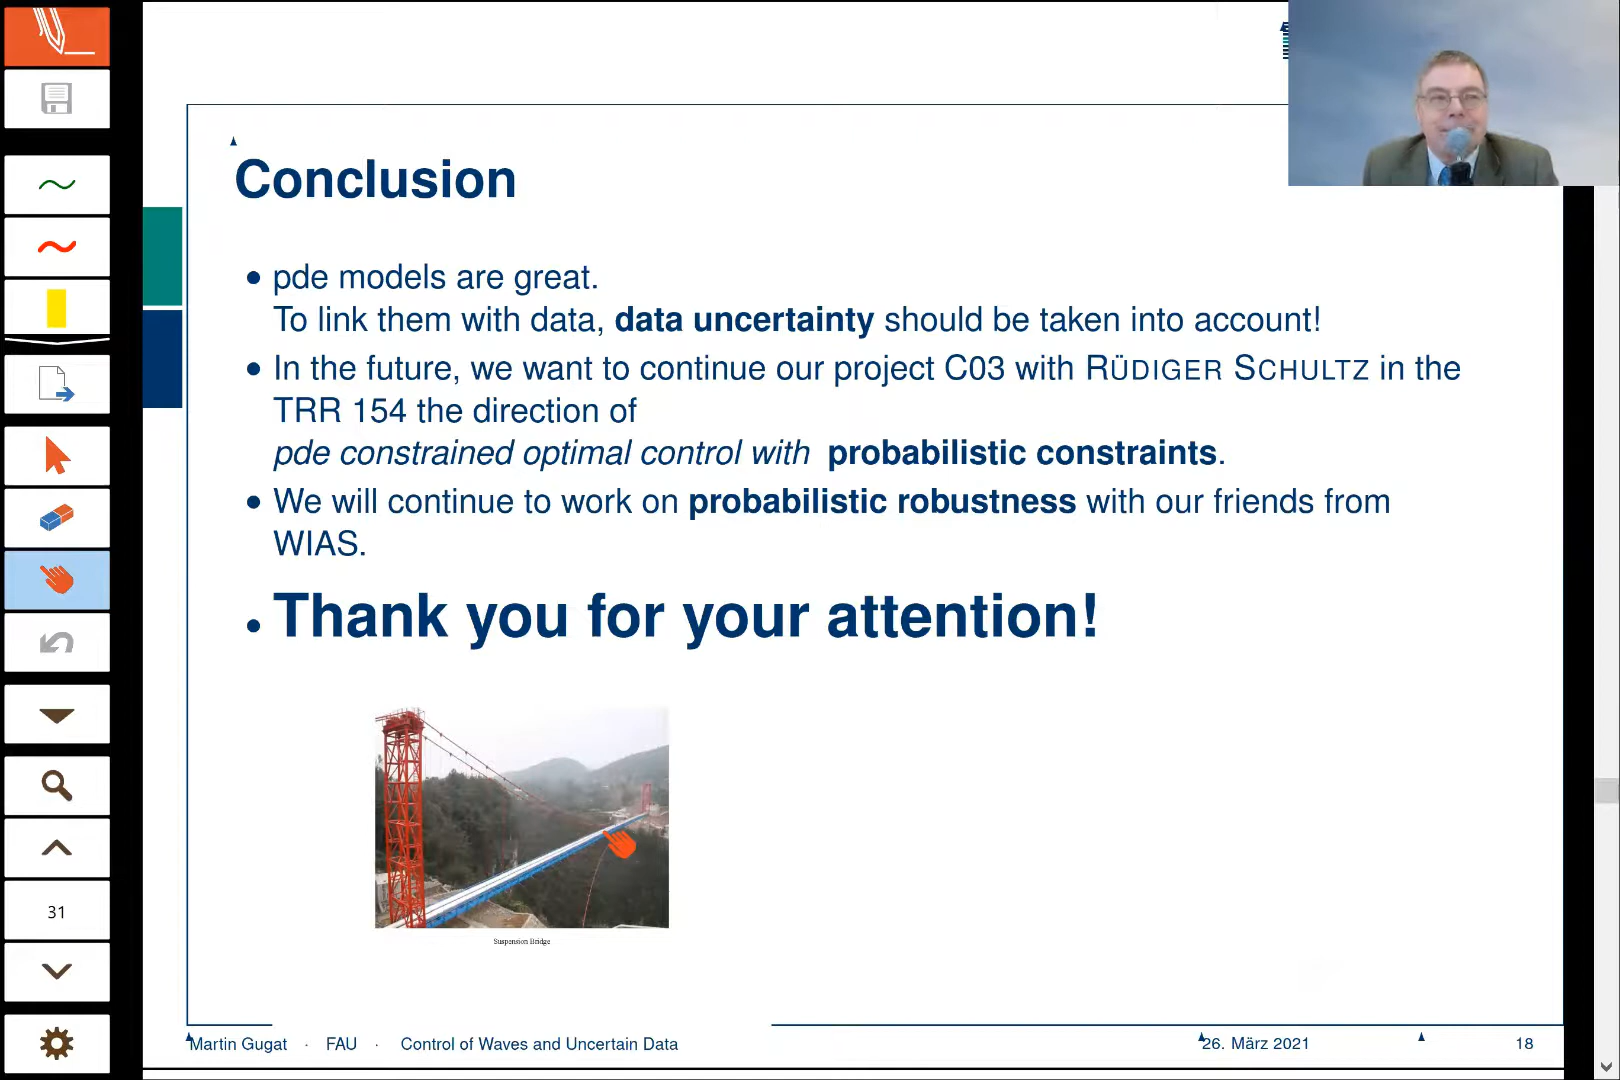 Conclusion
• pde models are great.
To link them with data, data uncertainty should be taken into account!
• In the future, we want to continue our project C03 with RÜDIGER SCHULTZ in the
TRR 154 the direction of
pde constrained optimal control with probabilistic constraints.
• We will continue to work on probabilistic robustness with our friends from
WIAS.
• Thank you for your attention!
31
Suspension Bridge
Martin Gugat · FAU · Control of Waves and Uncertain Data 26. März 2021 18